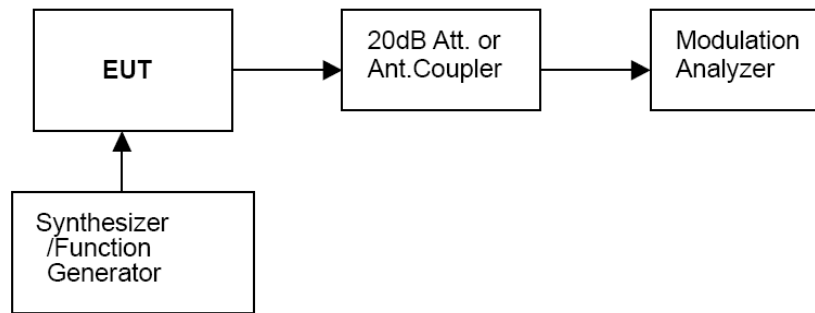 EUT
20dB Att. or
Ant.Coupler
Modulation
Analyzer
Synthesizer
/Function
Generator